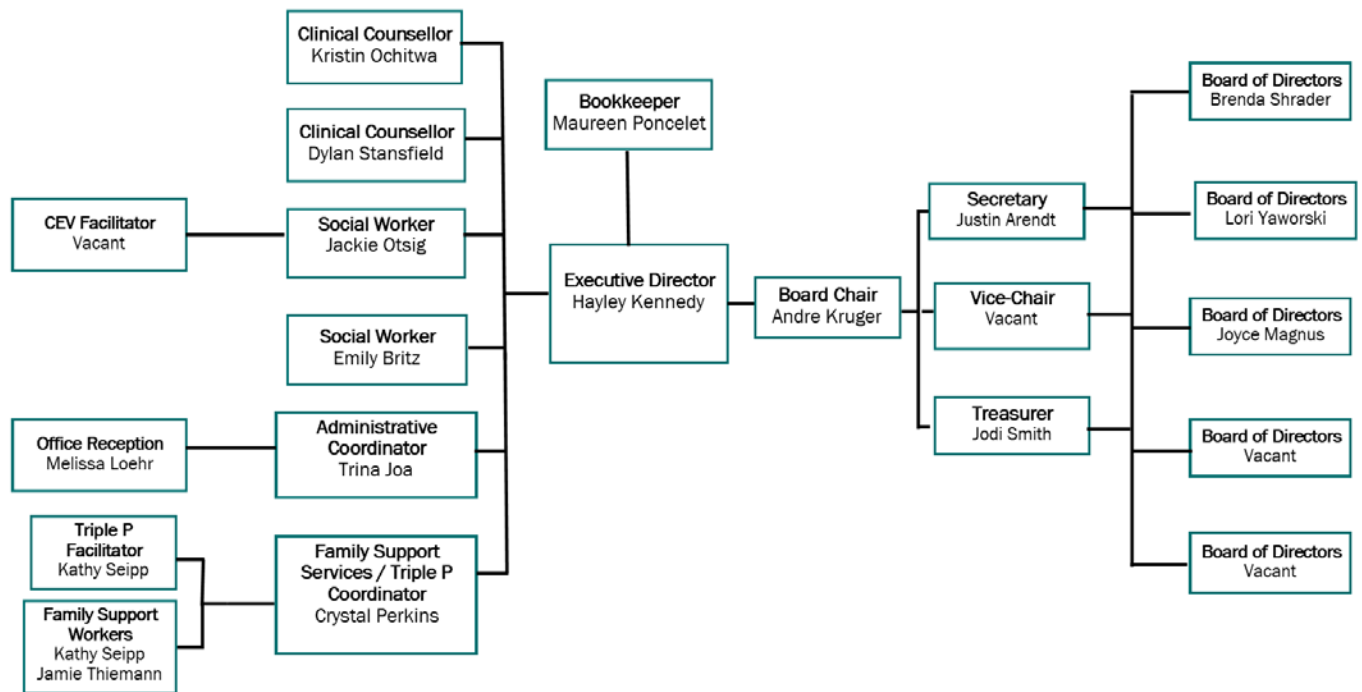 Clinical Counsellor
Kristin Ochitwa
Clinical Counsellor
Dylan Stansfield
CEV Facilitator
Vacant
Social Worker
Jackie Otsig
Social Worker
Emily Britz
Office Reception
Melissa Loehr
Administrative
Coordinator
Trina Joa
Triple P
Facilitator
Kathy Seipp
Family Support
Workers
Kathy Seipp
Jamie Thiemann
Family Support
Services / Triple P
Coordinator
Crystal Perkins
Bookkeeper
Maureen Poncelet
Executive Director
Hayley Kennedy
Board Chair
Andre Kruger
Secretary
Justin Arendt
Vice-Chair
Vacant
Treasurer
Jodi Smith
Board of Directors
Brenda Shrader
Board of Directors
Lori Yaworski
Board of Directors
Joyce Magnus
Board of Directors
Vacant
Board of Directors
Vacant